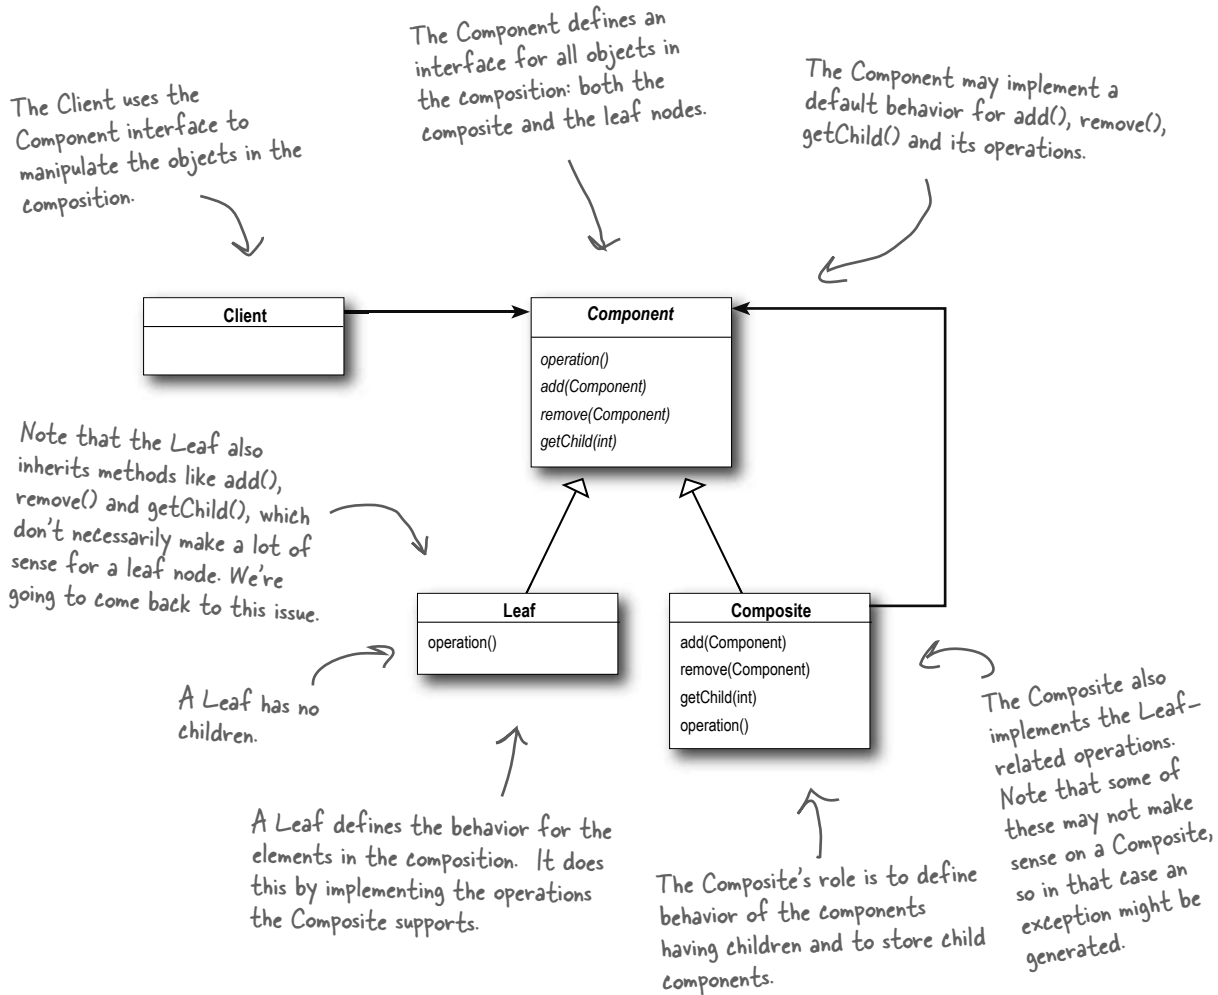 The Component defines an
interface for all objects in
the composition: both the
composite and the leaf nodes.
The Component may implement a
default behavior for add(), remove(),
getChild() and its operations.
The Client uses the
Component interface to
manipulate the objects in the
composition.
Client
Component
operation()
add(Component)
remove(Component)
getChild(int)
Note that the Leaf also
inherits methods like add(),
remove() and getChild(), which
don't necessarily make a lot of
sense for a leaf node. We're
going to come back to this issue.
Leaf
operation()
Composite
add(Component)
remove(Component)
getChild(int)
operation()
A Leaf has no
children.
The Composite also
implements the Leaf-
related operations.
Note that some of
these may not make
sense on a Composite,
so in that case an
exception might be
generated.
A Leaf defines the behavior for the
elements in the composition. It does
this by implementing the operations
the Composite supports.
The Composite's role is to define
behavior of the components
having children and to store child
components.